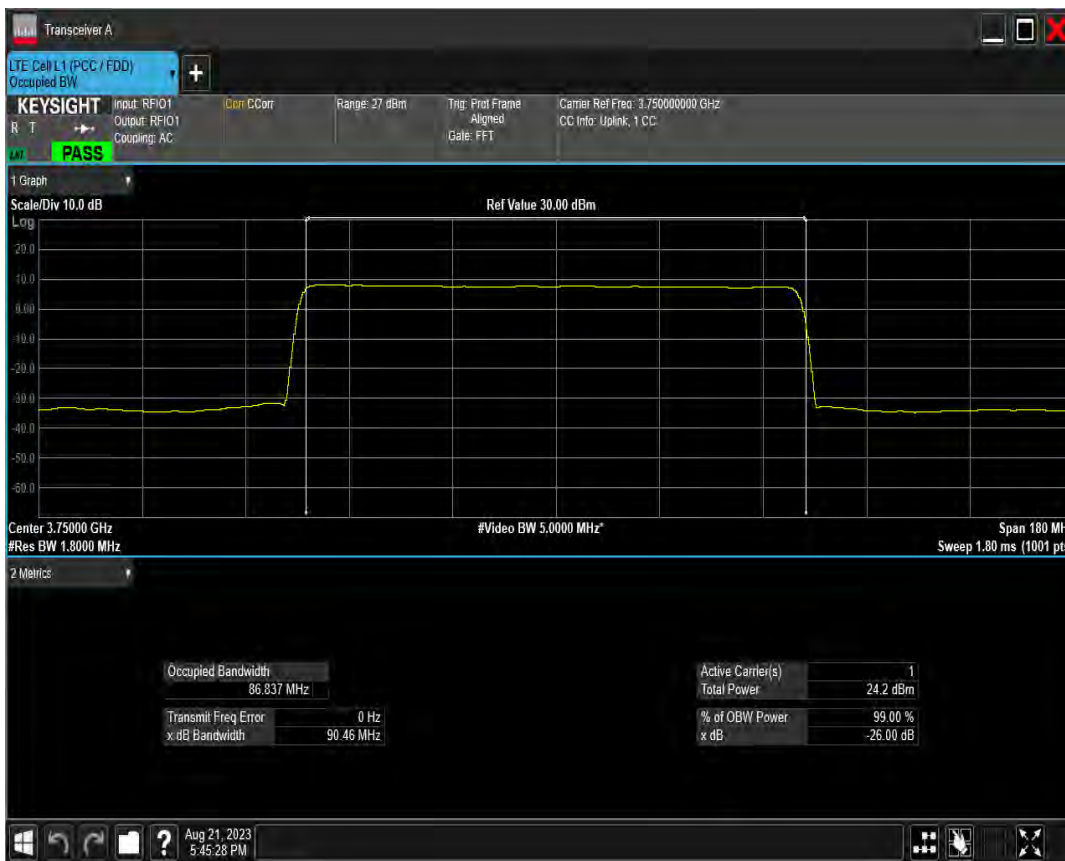 Transceiver A
LTE Cell L1 (PCC / FDD)
Occupied BW
+
KEYSIGHT
R T
PASS
Input: RFIO1
Output: RFIO1
Coupling: AC
Corr CCorr
Range: 27 dBm
Trig: Prot Frame
Aligned
Gate: FFT
Carrier Ref Freq: 3.750000000 GHz
CC Info: Uplink, 1 CC
1 Graph
Scale/Div 10.0 dB
Ref Value 30.00 dBm
Log
20.0
10.0
0.00
-10.0
-20.0
-30.0
-40.0
-50.0
-60.0
Center 3.75000 GHz
#Video BW 5.0000 MHz*
Span 180 MH
#Res BW 1.8000 MHz
Sweep 1.80 ms (1001 pts
2 Metrics
Occupied Bandwidth
86.837 MHz
Transmit Freq Error 0 Hz
x dB Bandwidth 90.46 MHz
Active Carrier(s) 1
Total Power 24.2 dBm
% of OBW Power 99.00 %
x dB -26.00 dB
?
Aug 21, 2023
5:45:28 PM